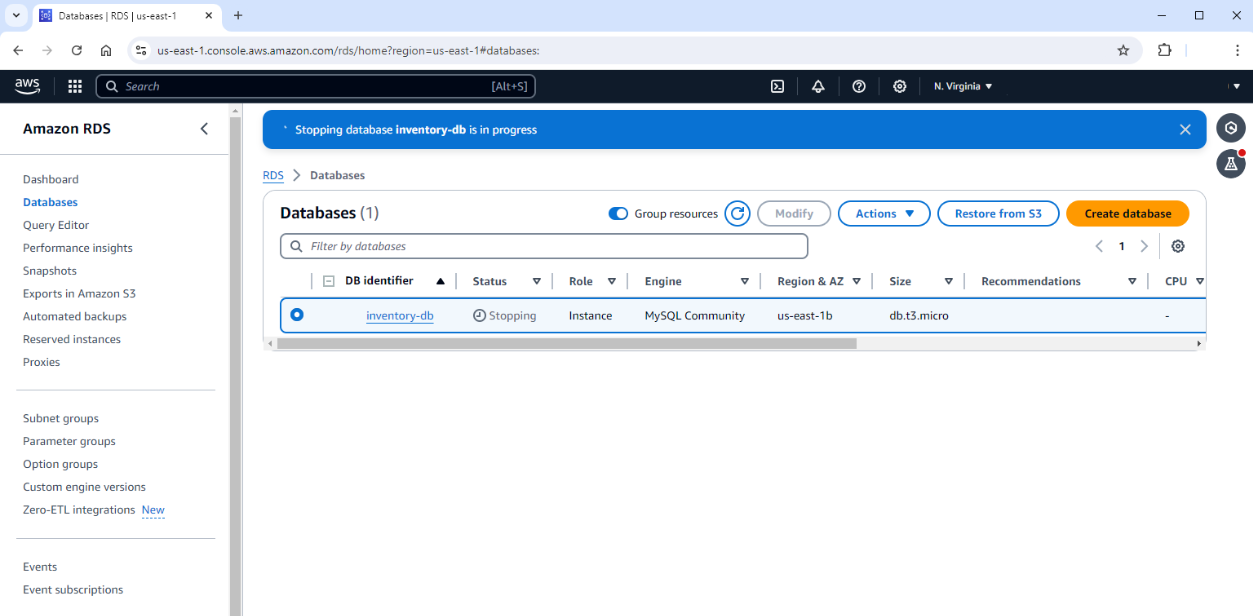 Databases | RDS | us-east-1
us-east-1.console.aws.amazon.com/rds/home?region=us-east-1#databases:
aws
Search
[Alt+S]
N. Virginia
Amazon RDS
Dashboard
Databases
Query Editor
Performance insights
Snapshots
Exports in Amazon S3
Automated backups
Reserved instances
Proxies
Subnet groups
Parameter groups
Option groups
Custom engine versions
Zero-ETL integrations New
Events
Event subscriptions
Stopping database inventory-db is in progress
RDS > Databases
Databases (1)
Group resources
Modify
Actions
Restore from S3
Create database
Filter by databases
1
DB identifier Status Role Engine Region & AZ Size Recommendations CPU
inventory-db Stopping Instance MySQL Community us-east-1b db.t3.micro -